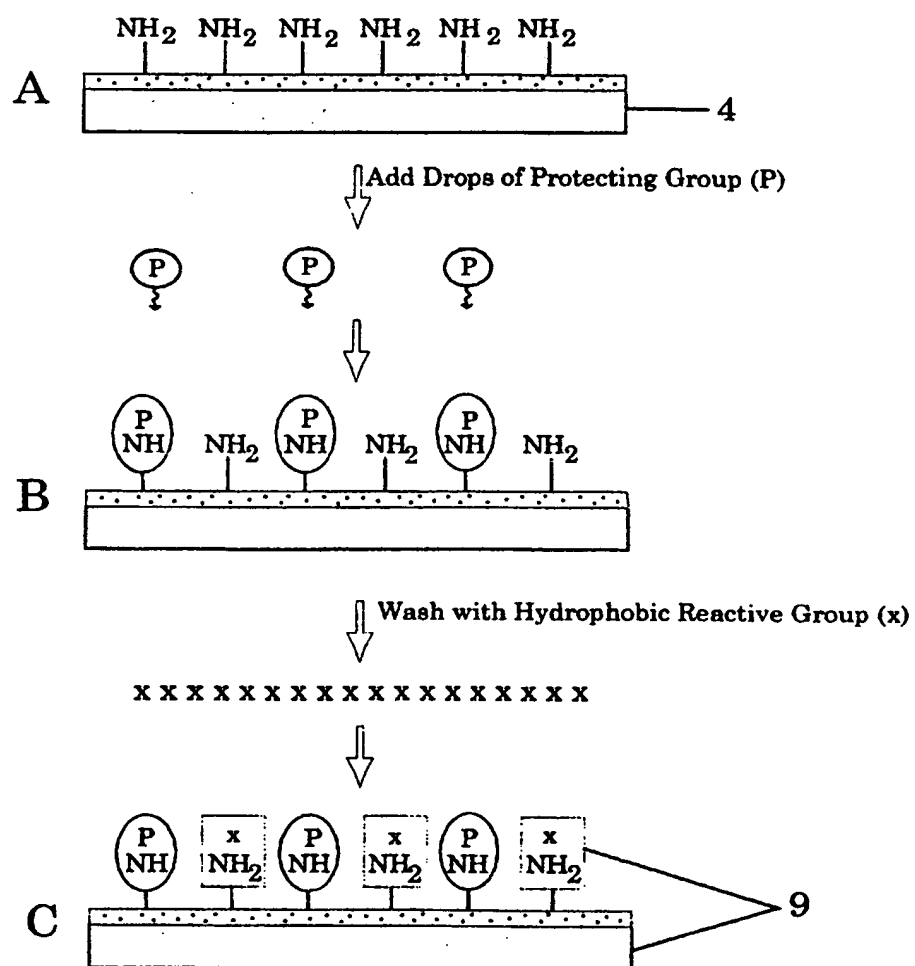 NH2 NH2 NH2 NH2 NH2 NH2
A
4
Add Drops of Protecting Group (P)
P P P
P P P
NH NH2 NH NH2 NH NH2
B
Wash with Hydrophobic Reactive Group (x)
x x x x x x x x x x x x x x x x x x
P x P x P x
NH NH2 NH NH2 NH NH2
9
C